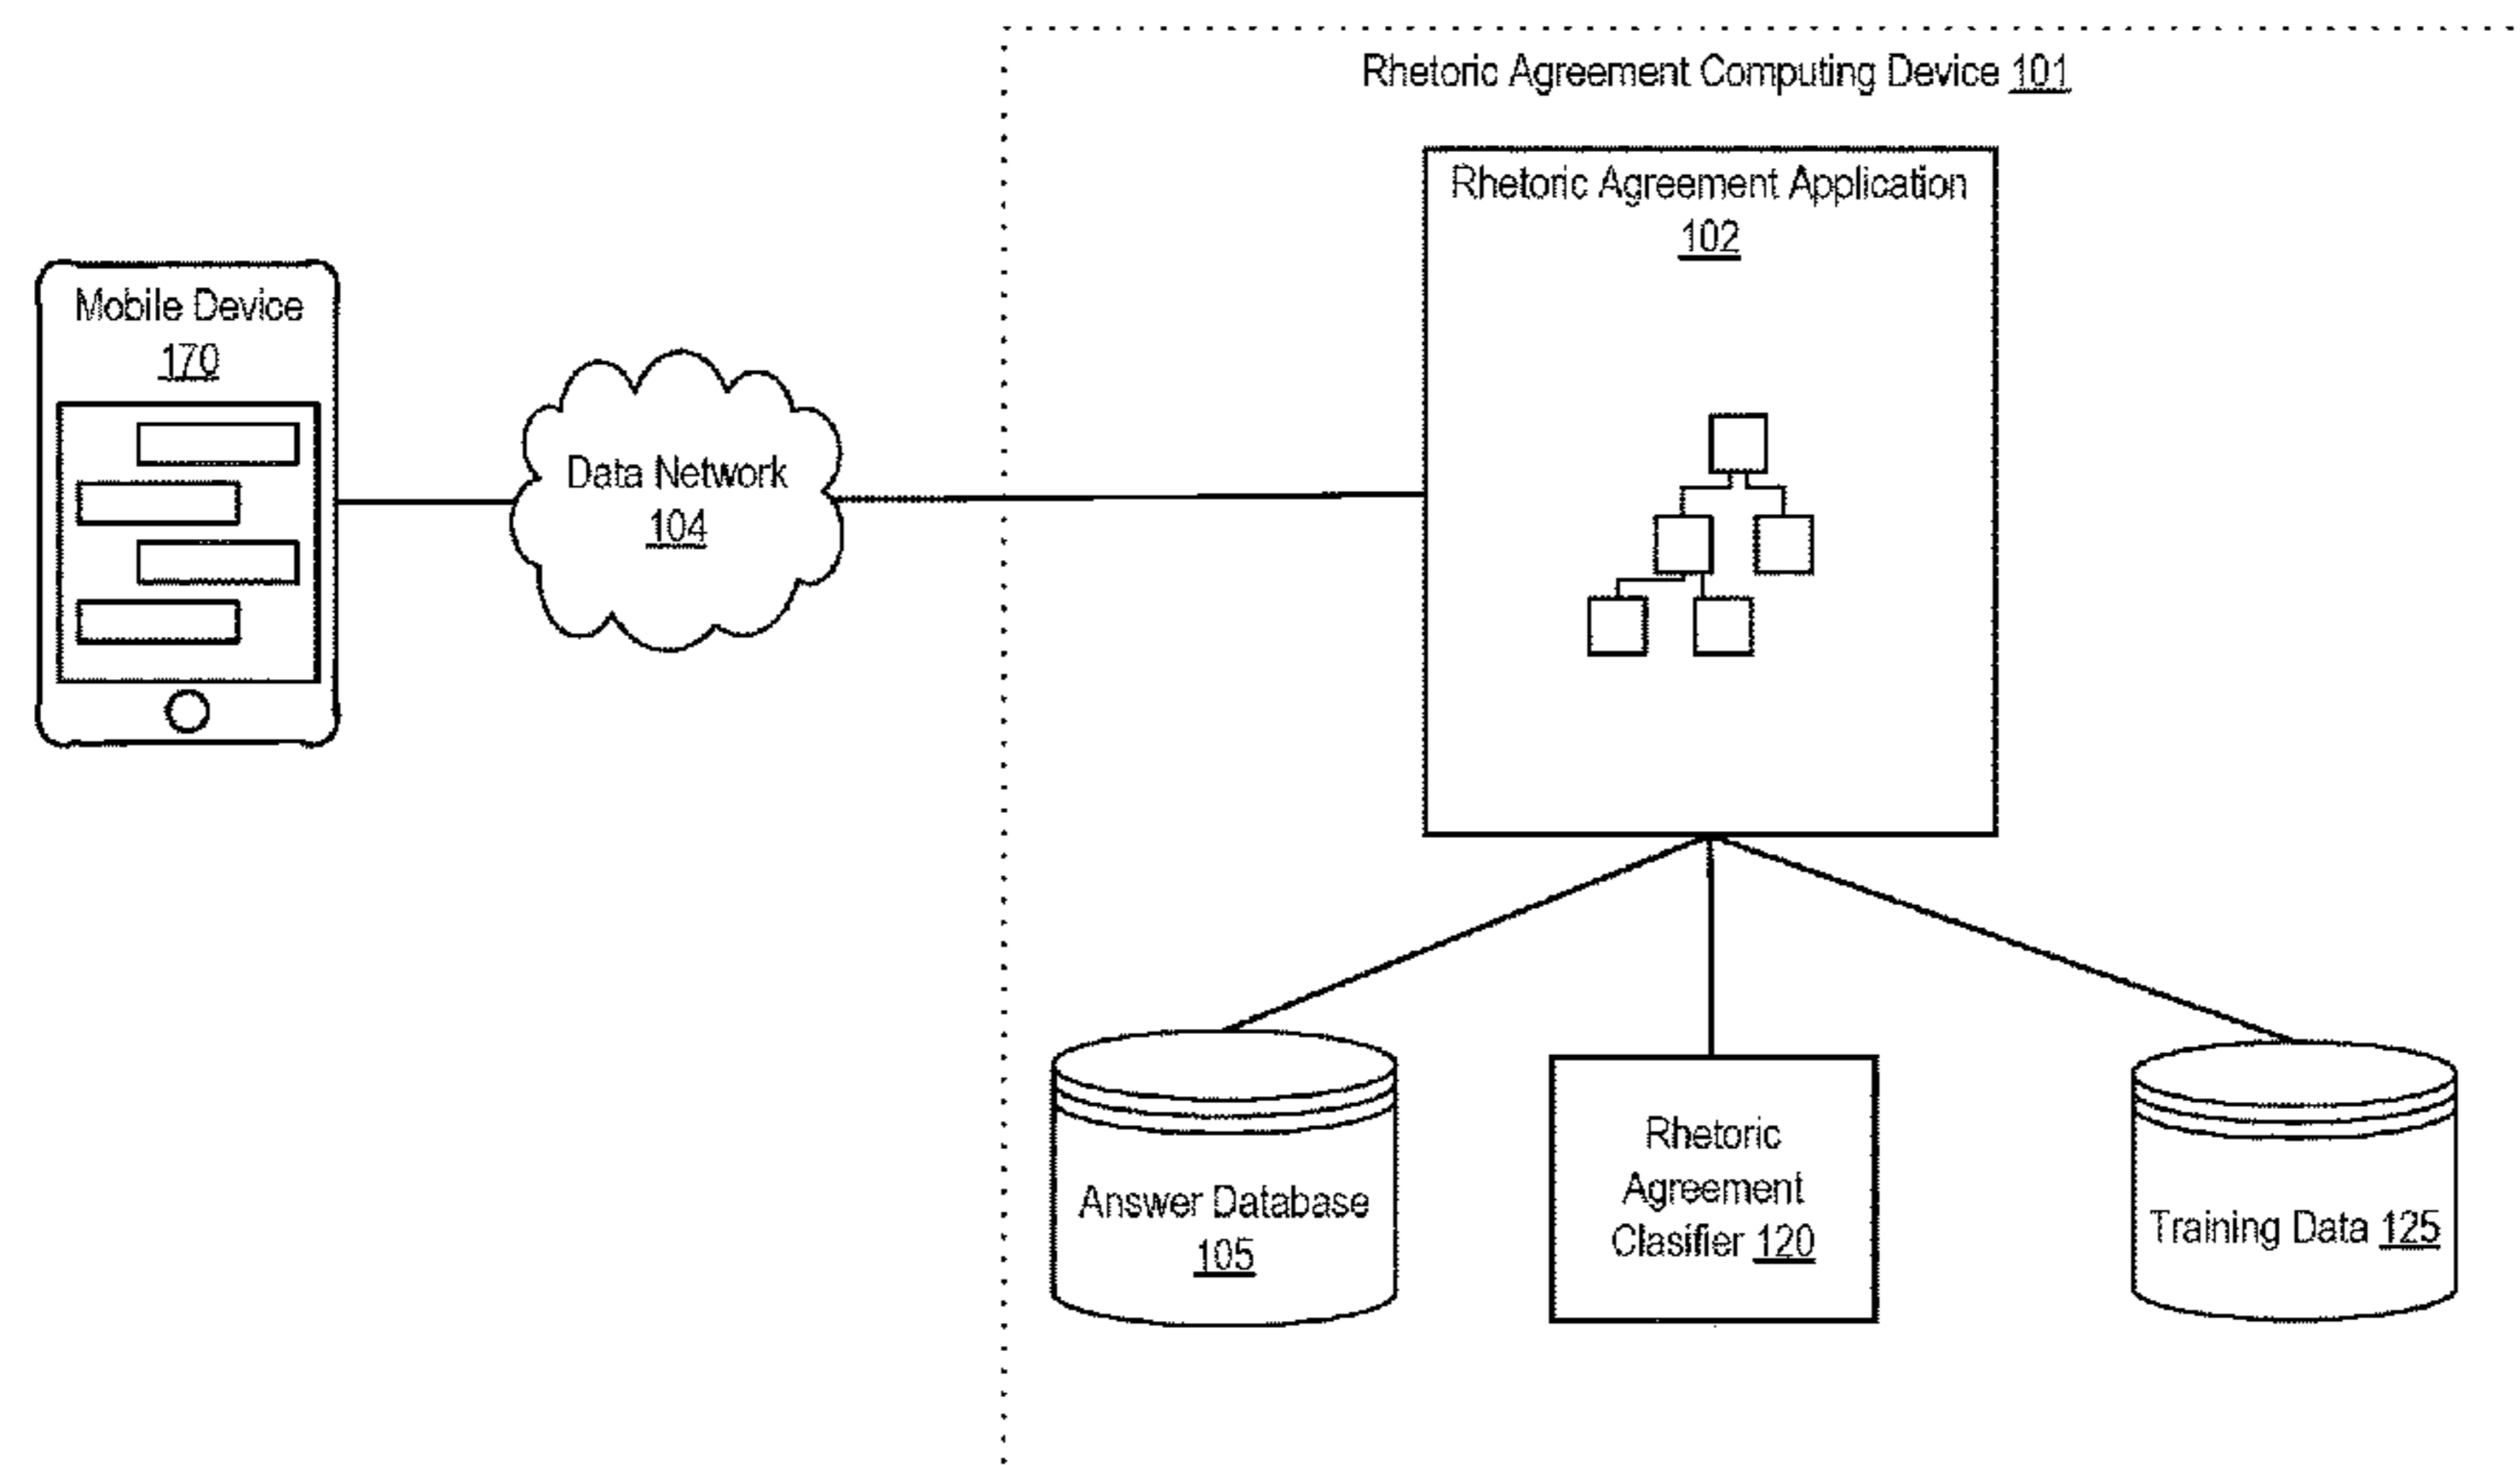 Rhetoric Agreement Computing Device 101
Rhetoric Agreement Application
102
Mobile Device
170
Data Network
104
Answer Database
105
Rhetoric
Agreement
Clasifier 120
Training Data 125